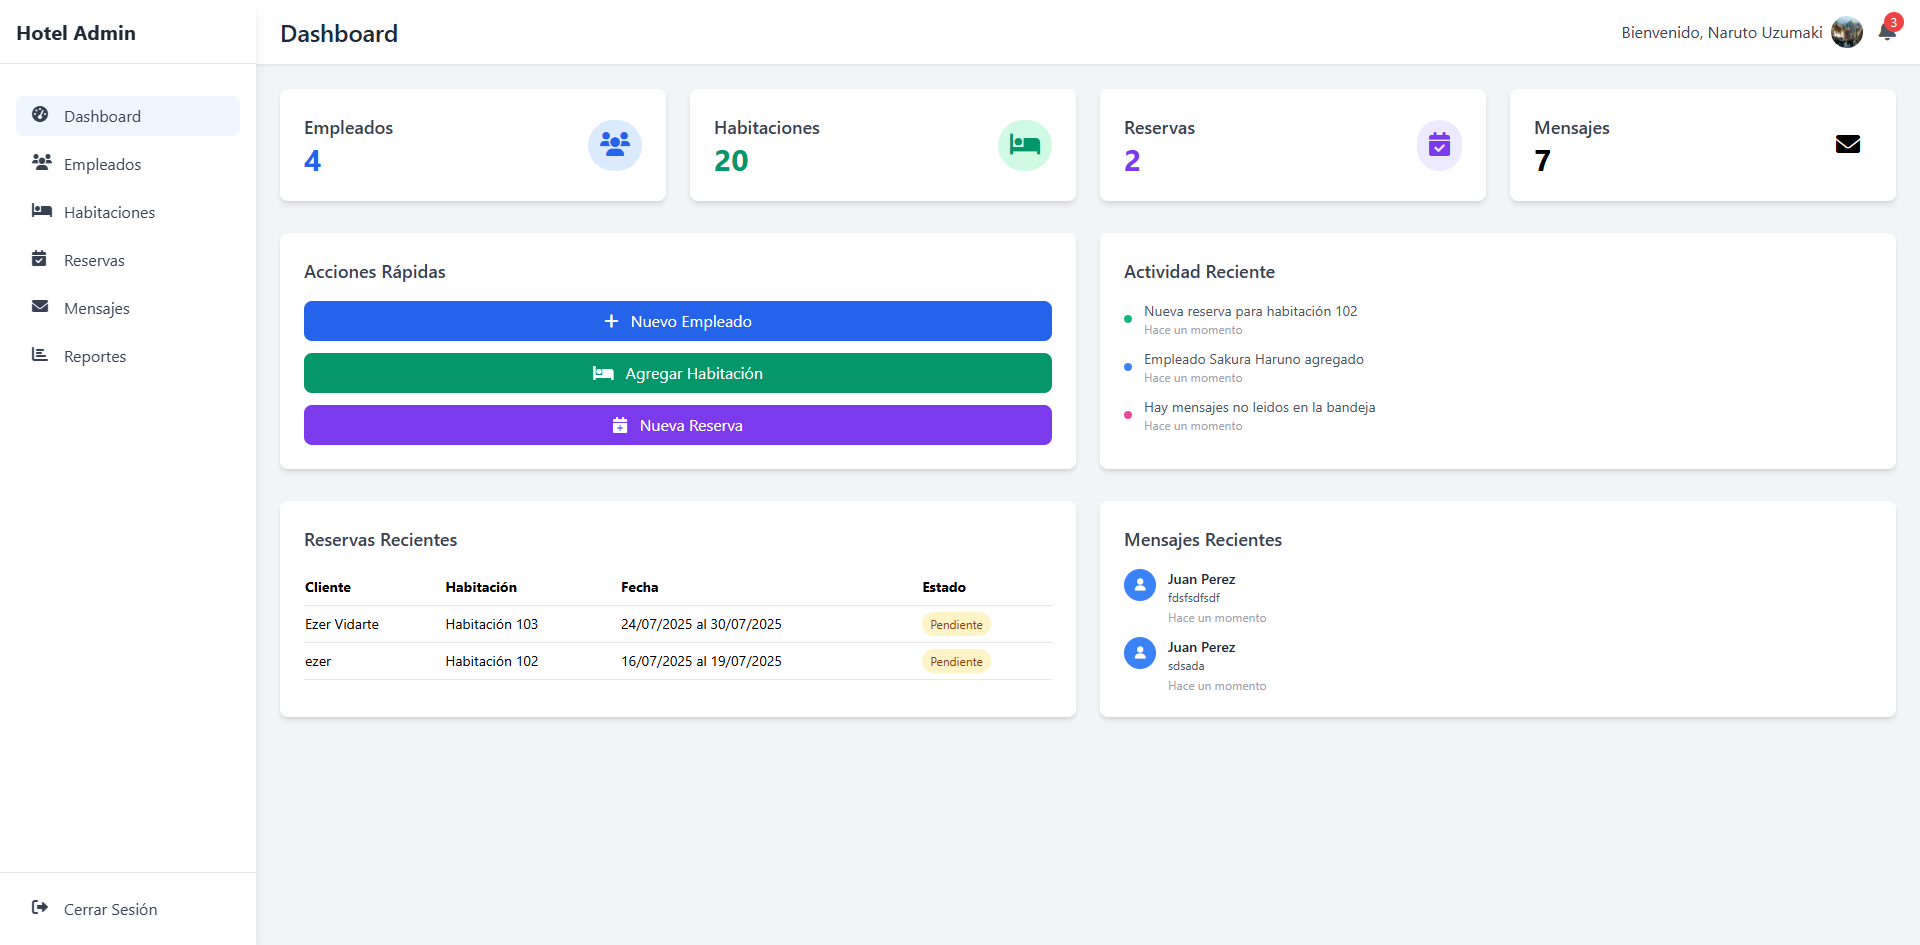 Hotel Admin
Dashboard
Bienvenido, Naruto Uzumaki
3
Dashboard
Empleados
Habitaciones
Reservas
Mensajes
Reportes
Cerrar Sesión
Empleados
4
Habitaciones
20
Reservas
2
Mensajes
7
Acciones Rápidas
Nuevo Empleado
Agregar Habitación
Nueva Reserva
Actividad Reciente
Nueva reserva para habitación 102
Hace un momento
Empleado Sakura Haruno agregado
Hace un momento
Hay mensajes no leidos en la bandeja
Hace un momento
Reservas Recientes
Cliente Habitación Fecha Estado
Ezer Vidarte Habitación 103 24/07/2025 al 30/07/2025 Pendiente
ezer Habitación 102 16/07/2025 al 19/07/2025 Pendiente
Mensajes Recientes
Juan Perez
fdsfsdfsdf
Hace un momento
Juan Perez
sdsada
Hace un momento